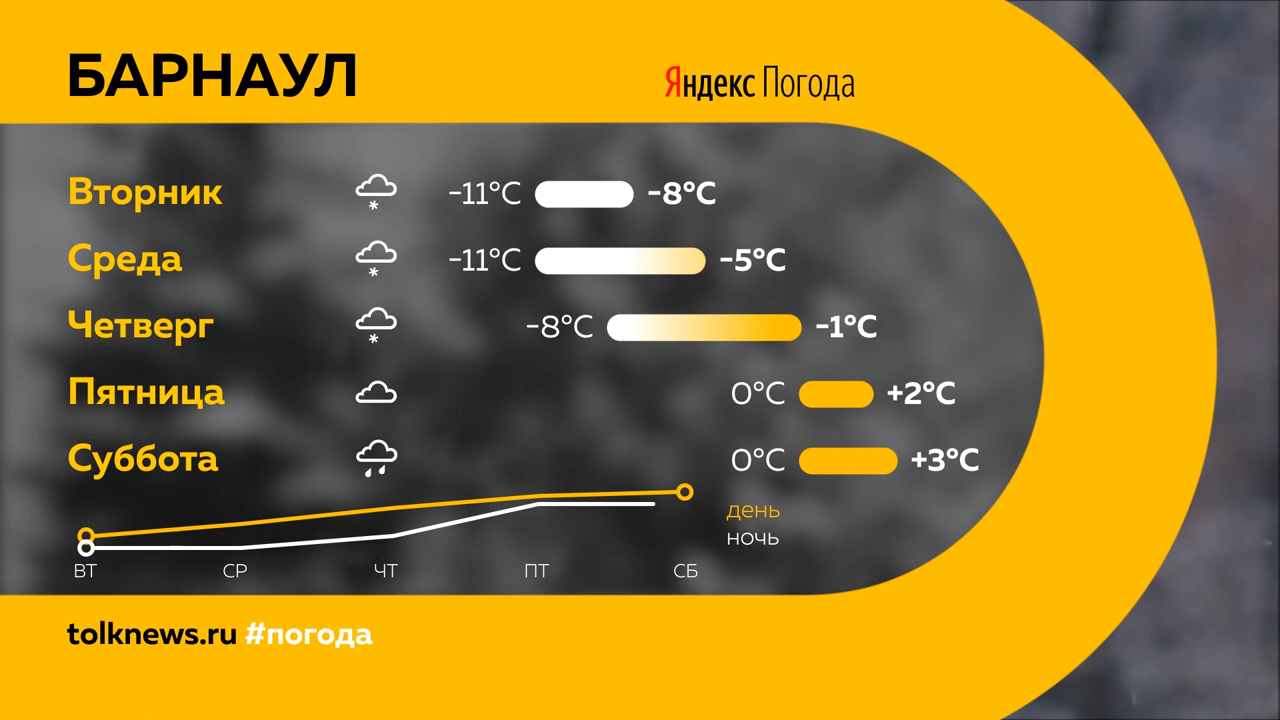 БАРНАУЛ
Яндекс Погода
Вторник -11°C -8°C
Среда -11°C -5°C
Четверг -8°C -1°C
Пятница 0°C +2°C
Суббота 0°C +3°C
день
ночь
ВТ СР ЧТ ПТ СБ
tolknews.ru #погода